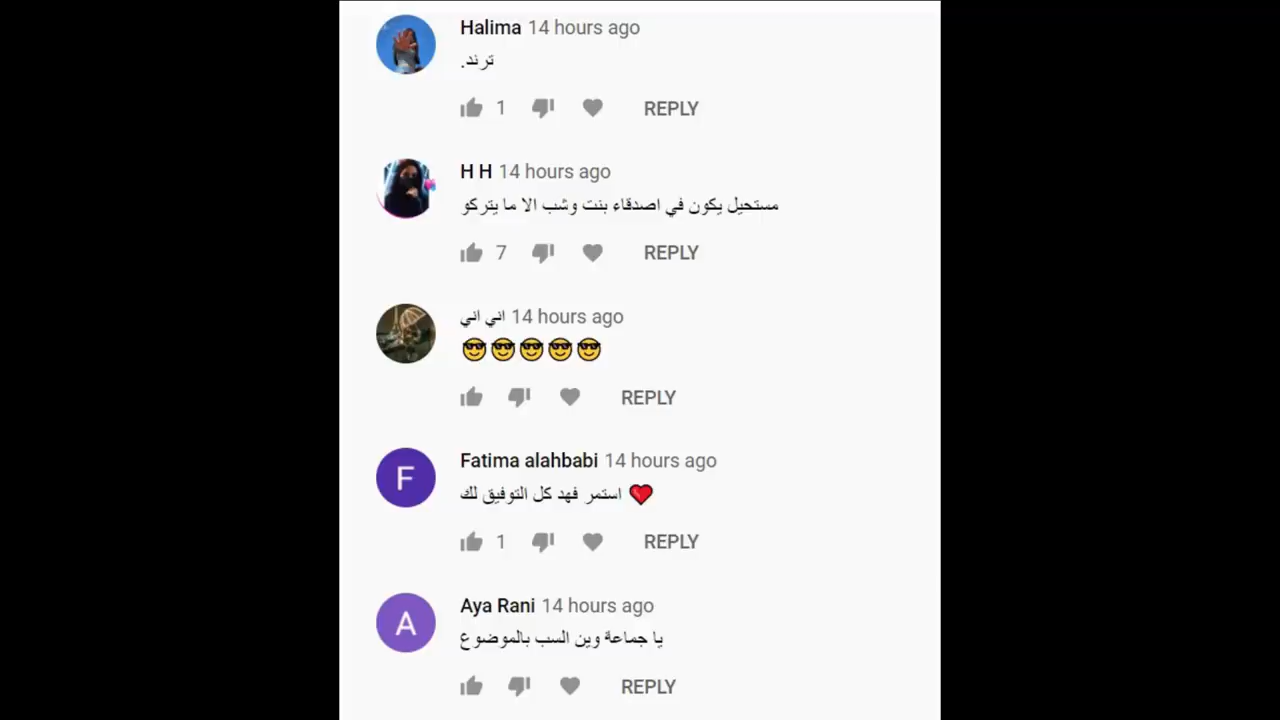 Halima 14 hours ago
ترند.
1 REPLY
H H 14 hours ago
مستحيل يكون في اصدقاء بنت وشب الا ما يتركو
7 REPLY
اني اني 14 hours ago
😎😎😎😎😎
REPLY
F
Fatima alahbabi 14 hours ago
استمر فهد كل التوفيق لك ❤️
1 REPLY
A
Aya Rani 14 hours ago
يا جماعة وين السب بالموضوع
REPLY